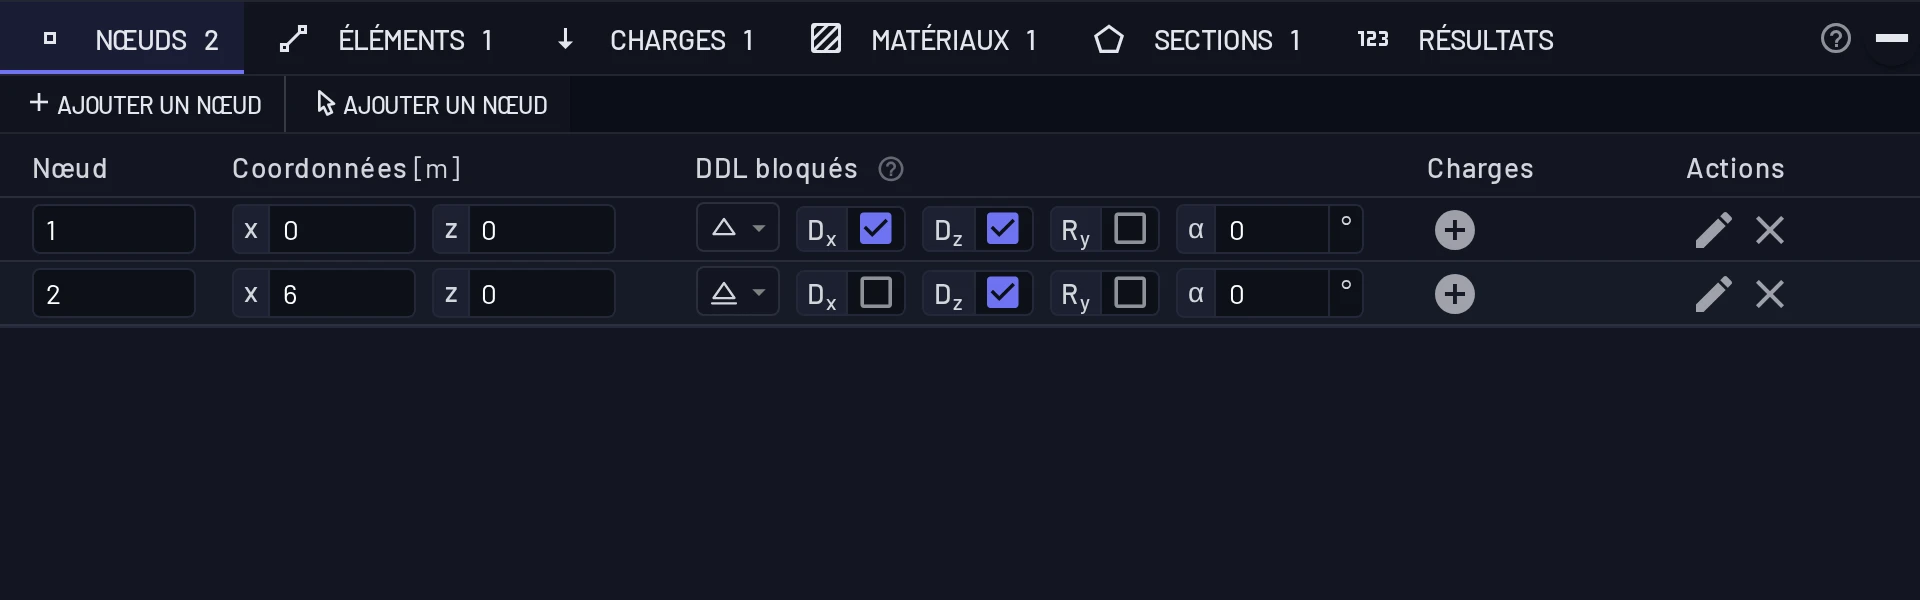 NŒUDS 2 ÉLÉMENTS 1 CHARGES 1 MATÉRIAUX 1 SECTIONS 1 123 RÉSULTATS ?
+ AJOUTER UN NŒUD AJOUTER UN NŒUD
Nœud Coordonnées [m] DDL bloqués ? Charges Actions
1 x 0 z 0 Dx Dz Ry α 0 °
2 x 6 z 0 Dx Dz Ry α 0 °